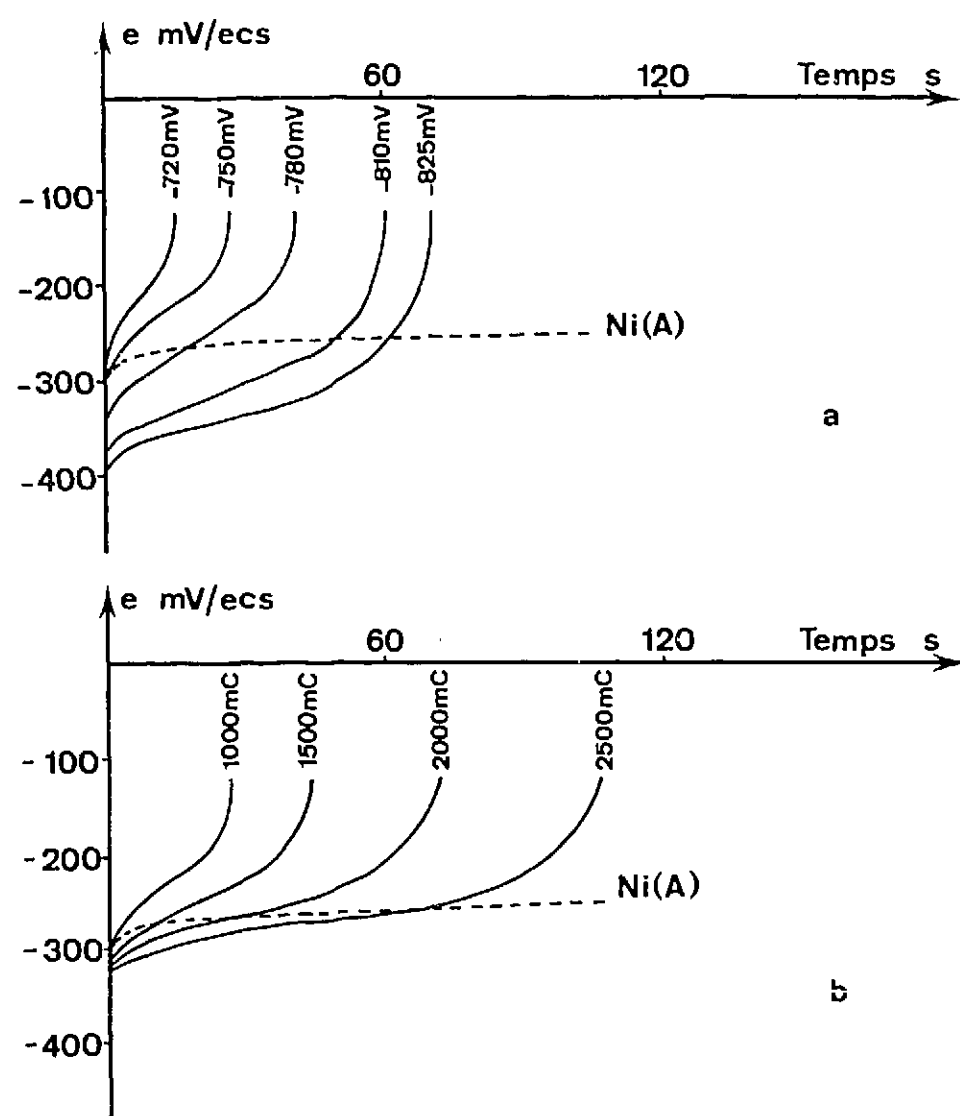 e mV/ecs
60 120 Temps s
-720mV -750mV -780mV -810mV -825mV
-100
-200
Ni(A)
-300
a
-400
e mV/ecs
60 120 Temps s
1000mC 1500mC 2000mC 2500mC
-100
-200
Ni(A)
-300
b
-400